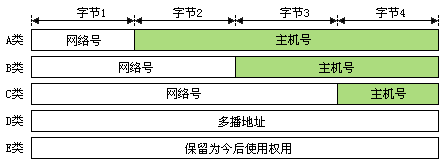 字节1 字节2 字节3 字节4
A类 网络号 主机号
B类 网络号 主机号
C类 网络号 主机号
D类 多播地址
E类 保留为今后使用权用